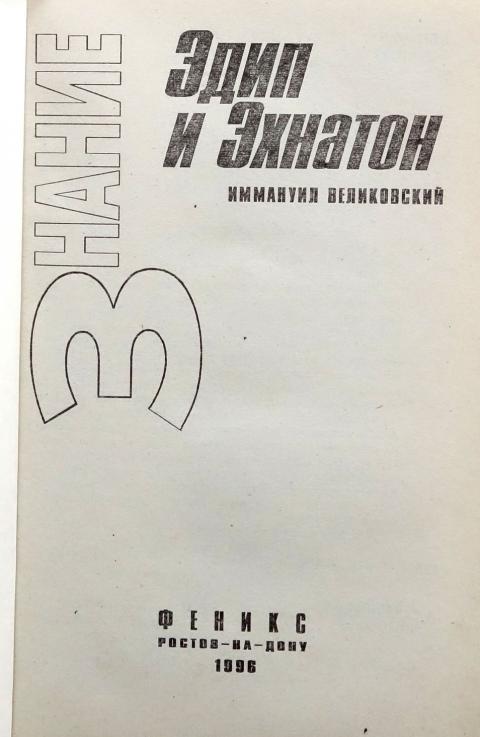 ЗНАНИЕ
Эдип
и Эхнатон
ИММАНУИЛ ВЕЛИКОВСКИЙ
ФЕНИКС
РОСТОВ-НА-ДОНУ
1996